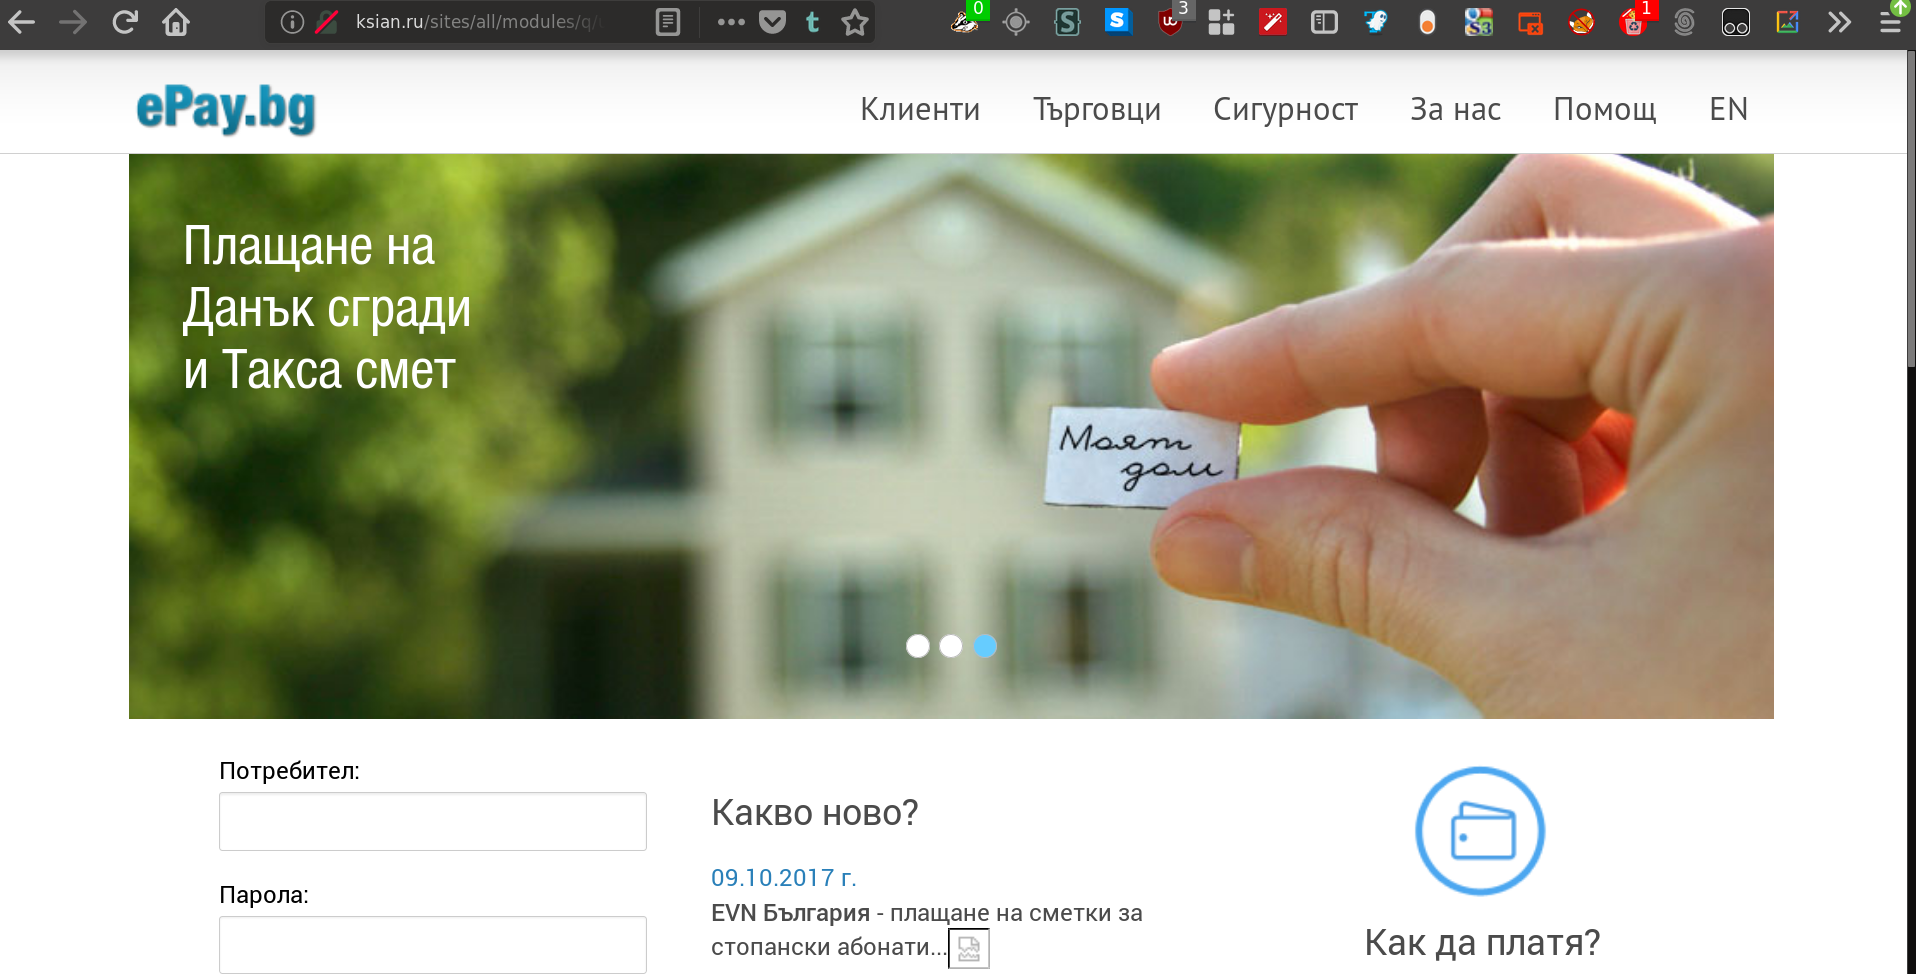 ksian.ru/sites/all/modules/q/
0
3
1
ePay.bg
Клиенти
Търговци
Сигурност
За нас
Помощ
EN
Плащане на
Данък сгради
и Такса смет
Моят
дом
Потребител:
Парола:
Какво ново?
09.10.2017 г.
EVN България - плащане на сметки за
стопански абонати...
Как да платя?